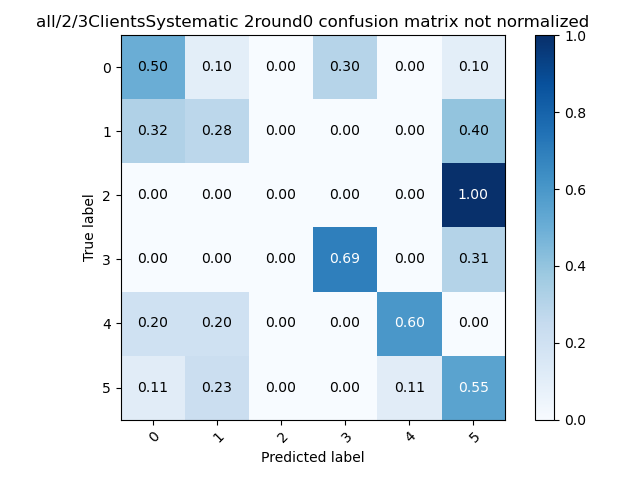 all/2/3ClientsSystematic 2round0 confusion matrix not normalized
0 0.50 0.10 0.00 0.30 0.00 0.10
1 0.32 0.28 0.00 0.00 0.00 0.40
2 0.00 0.00 0.00 0.00 0.00 1.00
3 0.00 0.00 0.00 0.69 0.00 0.31
4 0.20 0.20 0.00 0.00 0.60 0.00
5 0.11 0.23 0.00 0.00 0.11 0.55
0 1 2 3 4 5
Predicted label
True label
1.0
0.8
0.6
0.4
0.2
0.0